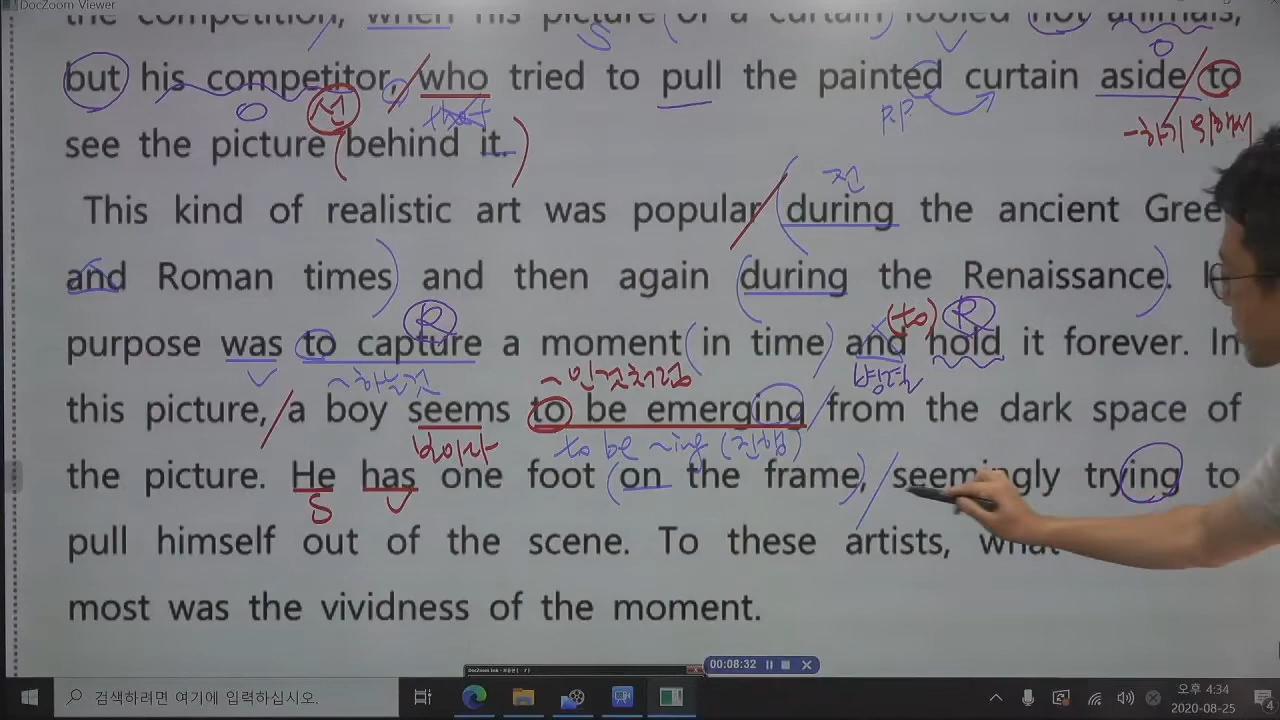 DocZoom Viewer
the competition, when his picture of a curtain fooled not animals,
but his competitor, who tried to pull the painted curtain aside to
선
that
P.P
~하기 위해서
see the picture behind it.
전
This kind of realistic art was popular during the ancient Gree
and Roman times and then again during the Renaissance.
R
(to)
R
purpose was to capture a moment in time and hold it forever. In
~하는것
~인것처럼
병렬
this picture, a boy seems to be emerging from the dark space of
보이다
to be ~ing (진행)
the picture. He has one foot on the frame, seemingly trying to
S
V
pull himself out of the scene. To these artists, what
most was the vividness of the moment.
00:08:32
검색하려면 여기에 입력하십시오.
오후 4:34
2020-08-25
4